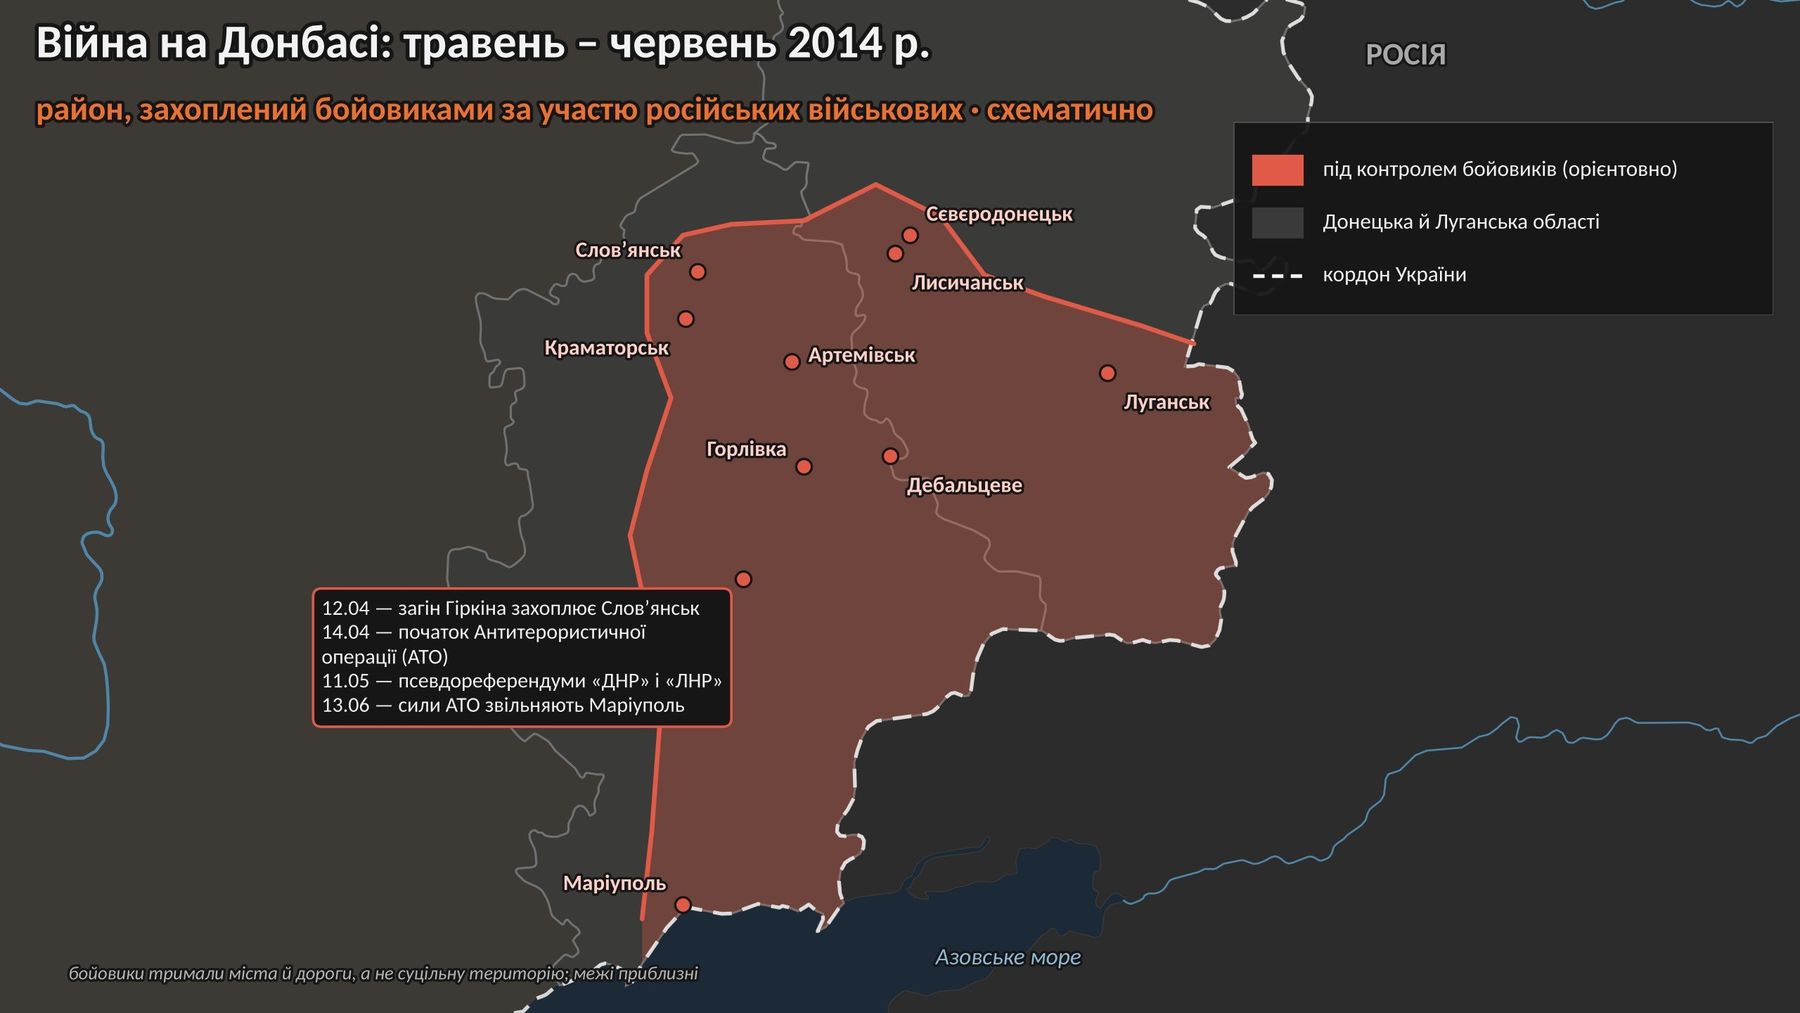 Війна на Донбасі: травень – червень 2014 р.
район, захоплений бойовиками за участю російських військових · схематично
РОСІЯ
під контролем бойовиків (орієнтовно)
Донецька й Луганська області
кордон України
Сєвєродонецьк
Слов’янськ
Лисичанськ
Краматорськ
Артемівськ
Луганськ
Горлівка
Дебальцеве
12.04 — загін Гіркіна захоплює Слов’янськ
14.04 — початок Антитерористичної
операції (АТО)
11.05 — псевдореферендуми «ДНР» і «ЛНР»
13.06 — сили АТО звільняють Маріуполь
Маріуполь
Азовське море
бойовики тримали міста й дороги, а не суцільну територію; межі приблизні